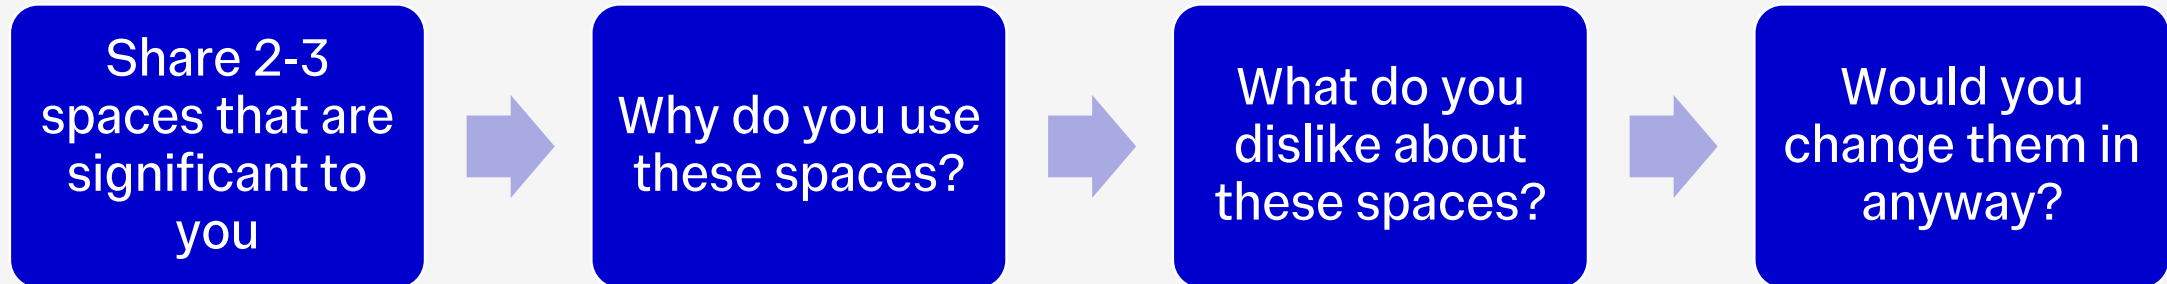 Share 2-3
spaces that are
significant to
you
Why do you use
these spaces?
What do you
dislike about
these spaces?
Would you
change them in
anyway?